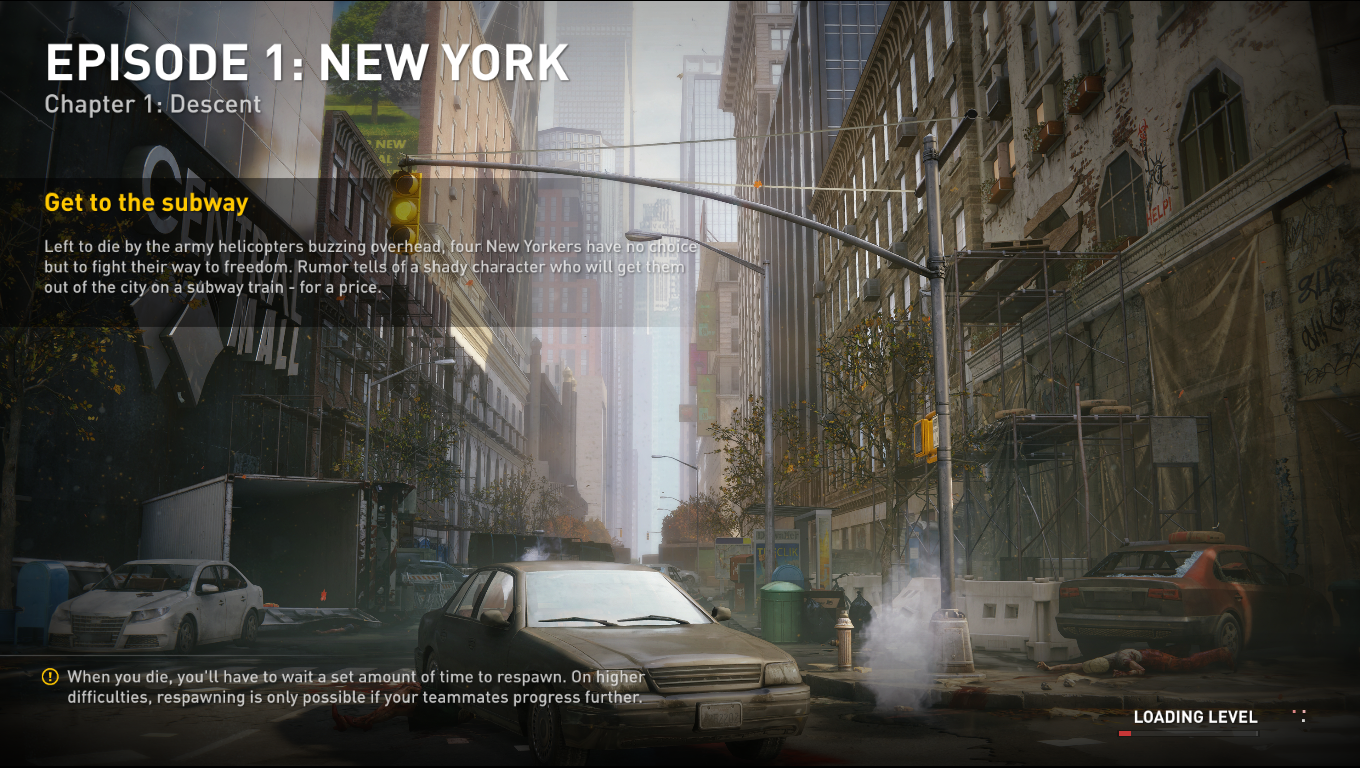 EPISODE 1: NEW YORK
Chapter 1: Descent
NEW
CENTRAL
MALL
Get to the subway
Left to die by the army helicopters buzzing overhead, four New Yorkers have no choice
but to fight their way to freedom. Rumor tells of a shady character who will get them
out of the city on a subway train - for a price.
HELP!
When you die, you'll have to wait a set amount of time to respawn. On higher
difficulties, respawning is only possible if your teammates progress further.
LOADING LEVEL